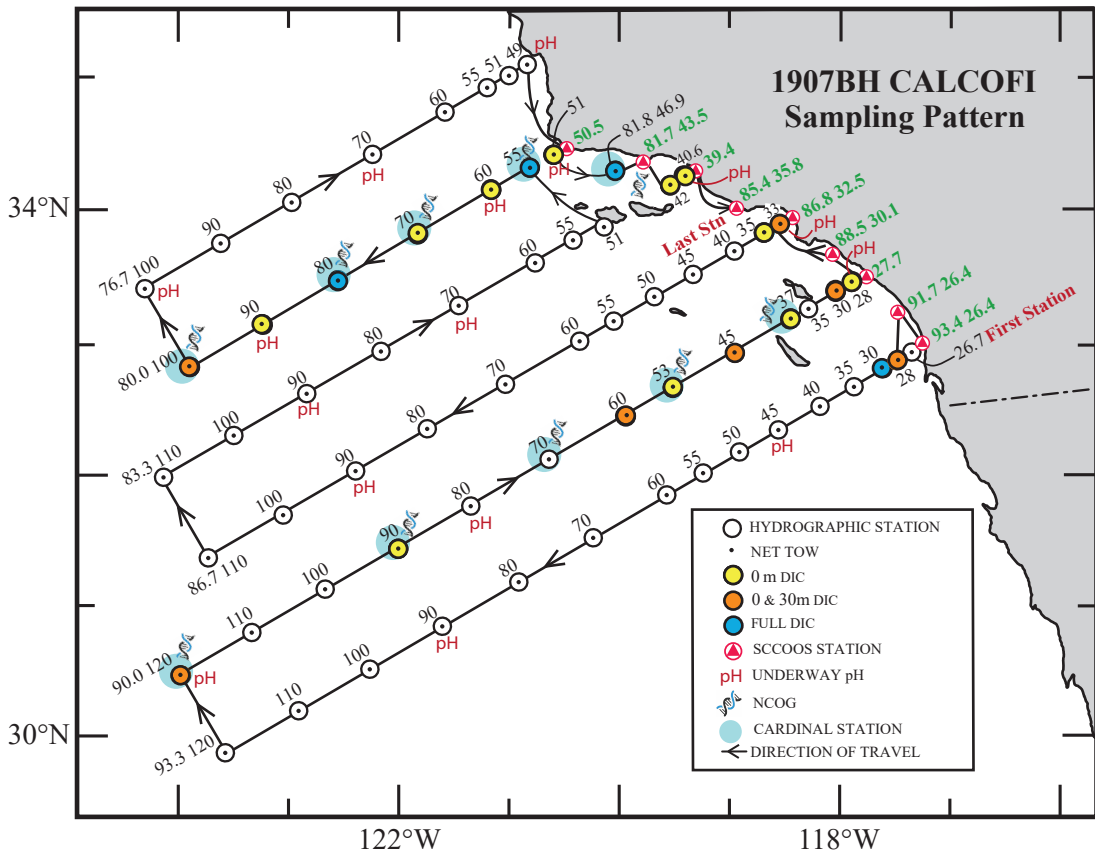 1907BH CALCOFI
Sampling Pattern
34°N
30°N
122°W
118°W
pH
49
51
55
60
70
pH
80
90
76.7 100
pH
51
50.5
pH
81.8 46.9
81.7 43.5
40.6
39.4
pH
42
85.4 35.8
Last Stn
33
86.8 32.5
pH
88.5 30.1
pH
27.7
91.7 26.4
93.4 26.4
26.7 First Station
55
60
pH
70
80
90
pH
80.0 100
51
55
60
70
pH
80
90
pH
100
83.3 110
35
40
45
50
55
60
70
80
90
pH
100
86.7 110
28
30
35
37
45
53
60
70
80
pH
90
100
110
90.0 120
pH
28
30
35
40
45
pH
50
55
60
70
80
90
pH
100
110
93.3 120
HYDROGRAPHIC STATION
NET TOW
0 m DIC
0 & 30m DIC
FULL DIC
SCCOOS STATION
pH UNDERWAY pH
NCOG
CARDINAL STATION
DIRECTION OF TRAVEL